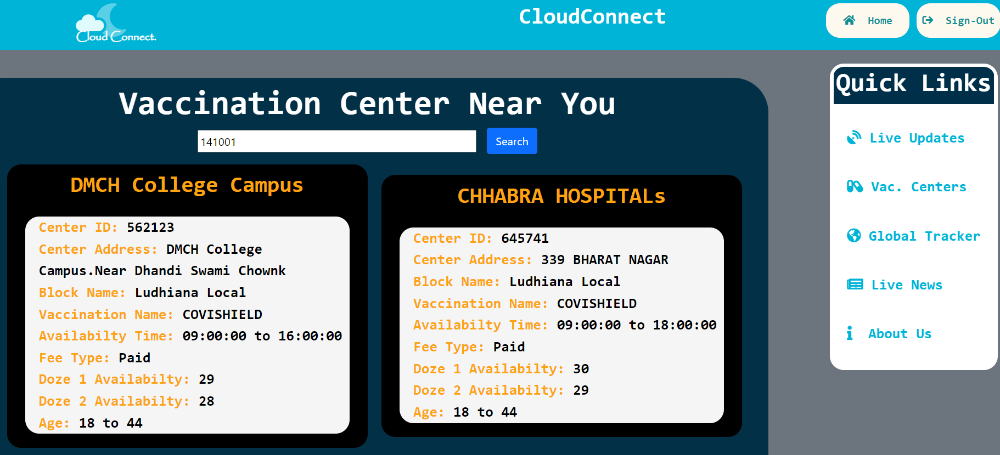 Cloud Connect.
CloudConnect
Home
Sign-Out
Vaccination Center Near You
141001
Search
DMCH College Campus
Center ID: 562123
Center Address: DMCH College
Campus.Near Dhandi Swami Chownk
Block Name: Ludhiana Local
Vaccination Name: COVISHIELD
Availabilty Time: 09:00:00 to 16:00:00
Fee Type: Paid
Doze 1 Availabilty: 29
Doze 2 Availabilty: 28
Age: 18 to 44
CHHABRA HOSPITALs
Center ID: 645741
Center Address: 339 BHARAT NAGAR
Block Name: Ludhiana Local
Vaccination Name: COVISHIELD
Availabilty Time: 09:00:00 to 18:00:00
Fee Type: Paid
Doze 1 Availabilty: 30
Doze 2 Availabilty: 29
Age: 18 to 44
Quick Links
Live Updates
Vac. Centers
Global Tracker
Live News
About Us